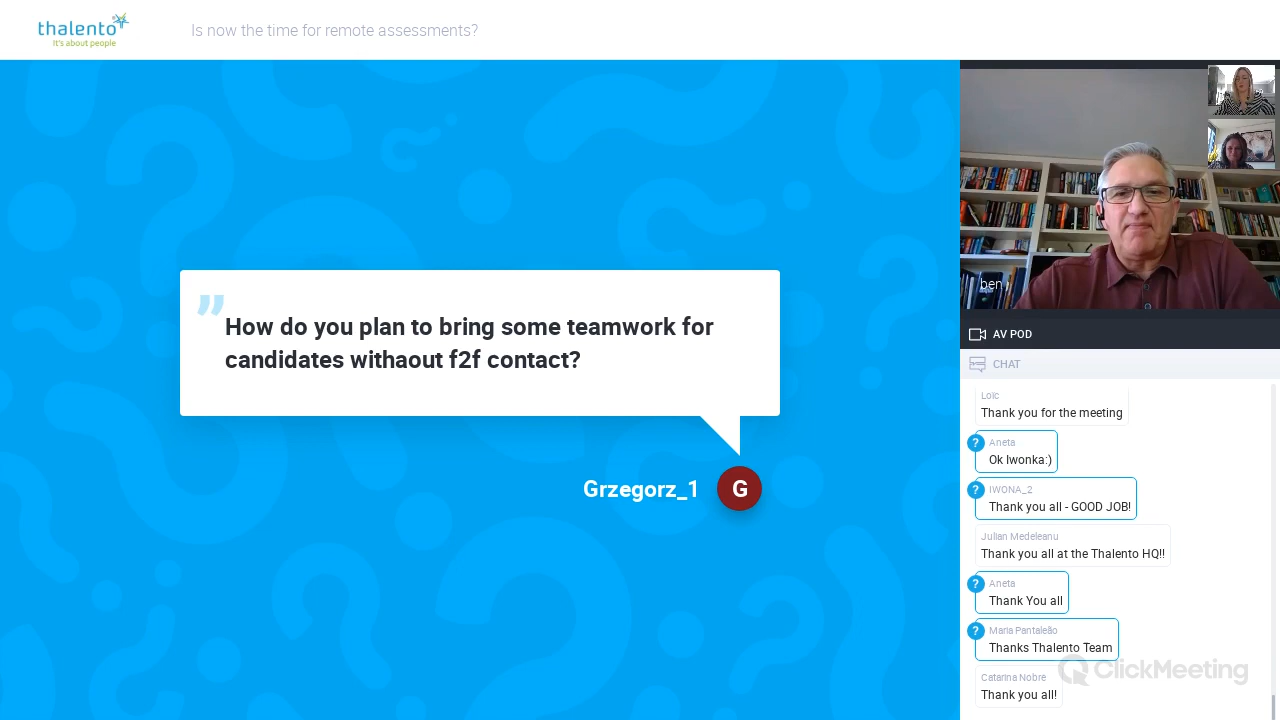 thalento
It's about people
Is now the time for remote assessments?
"
How do you plan to bring some teamwork for
candidates withaout f2f contact?
Grzegorz_1
G
ben
AV POD
CHAT
Loïc
Thank you for the meeting
?
Aneta
Ok Iwonka:)
?
IWONA_2
Thank you all - GOOD JOB!
Julian Medeleanu
Thank you all at the Thalento HQ!!
?
Aneta
Thank You all
?
Maria Pantaleão
Thanks Thalento Team
Catarina Nobre
Thank you all!
ClickMeeting